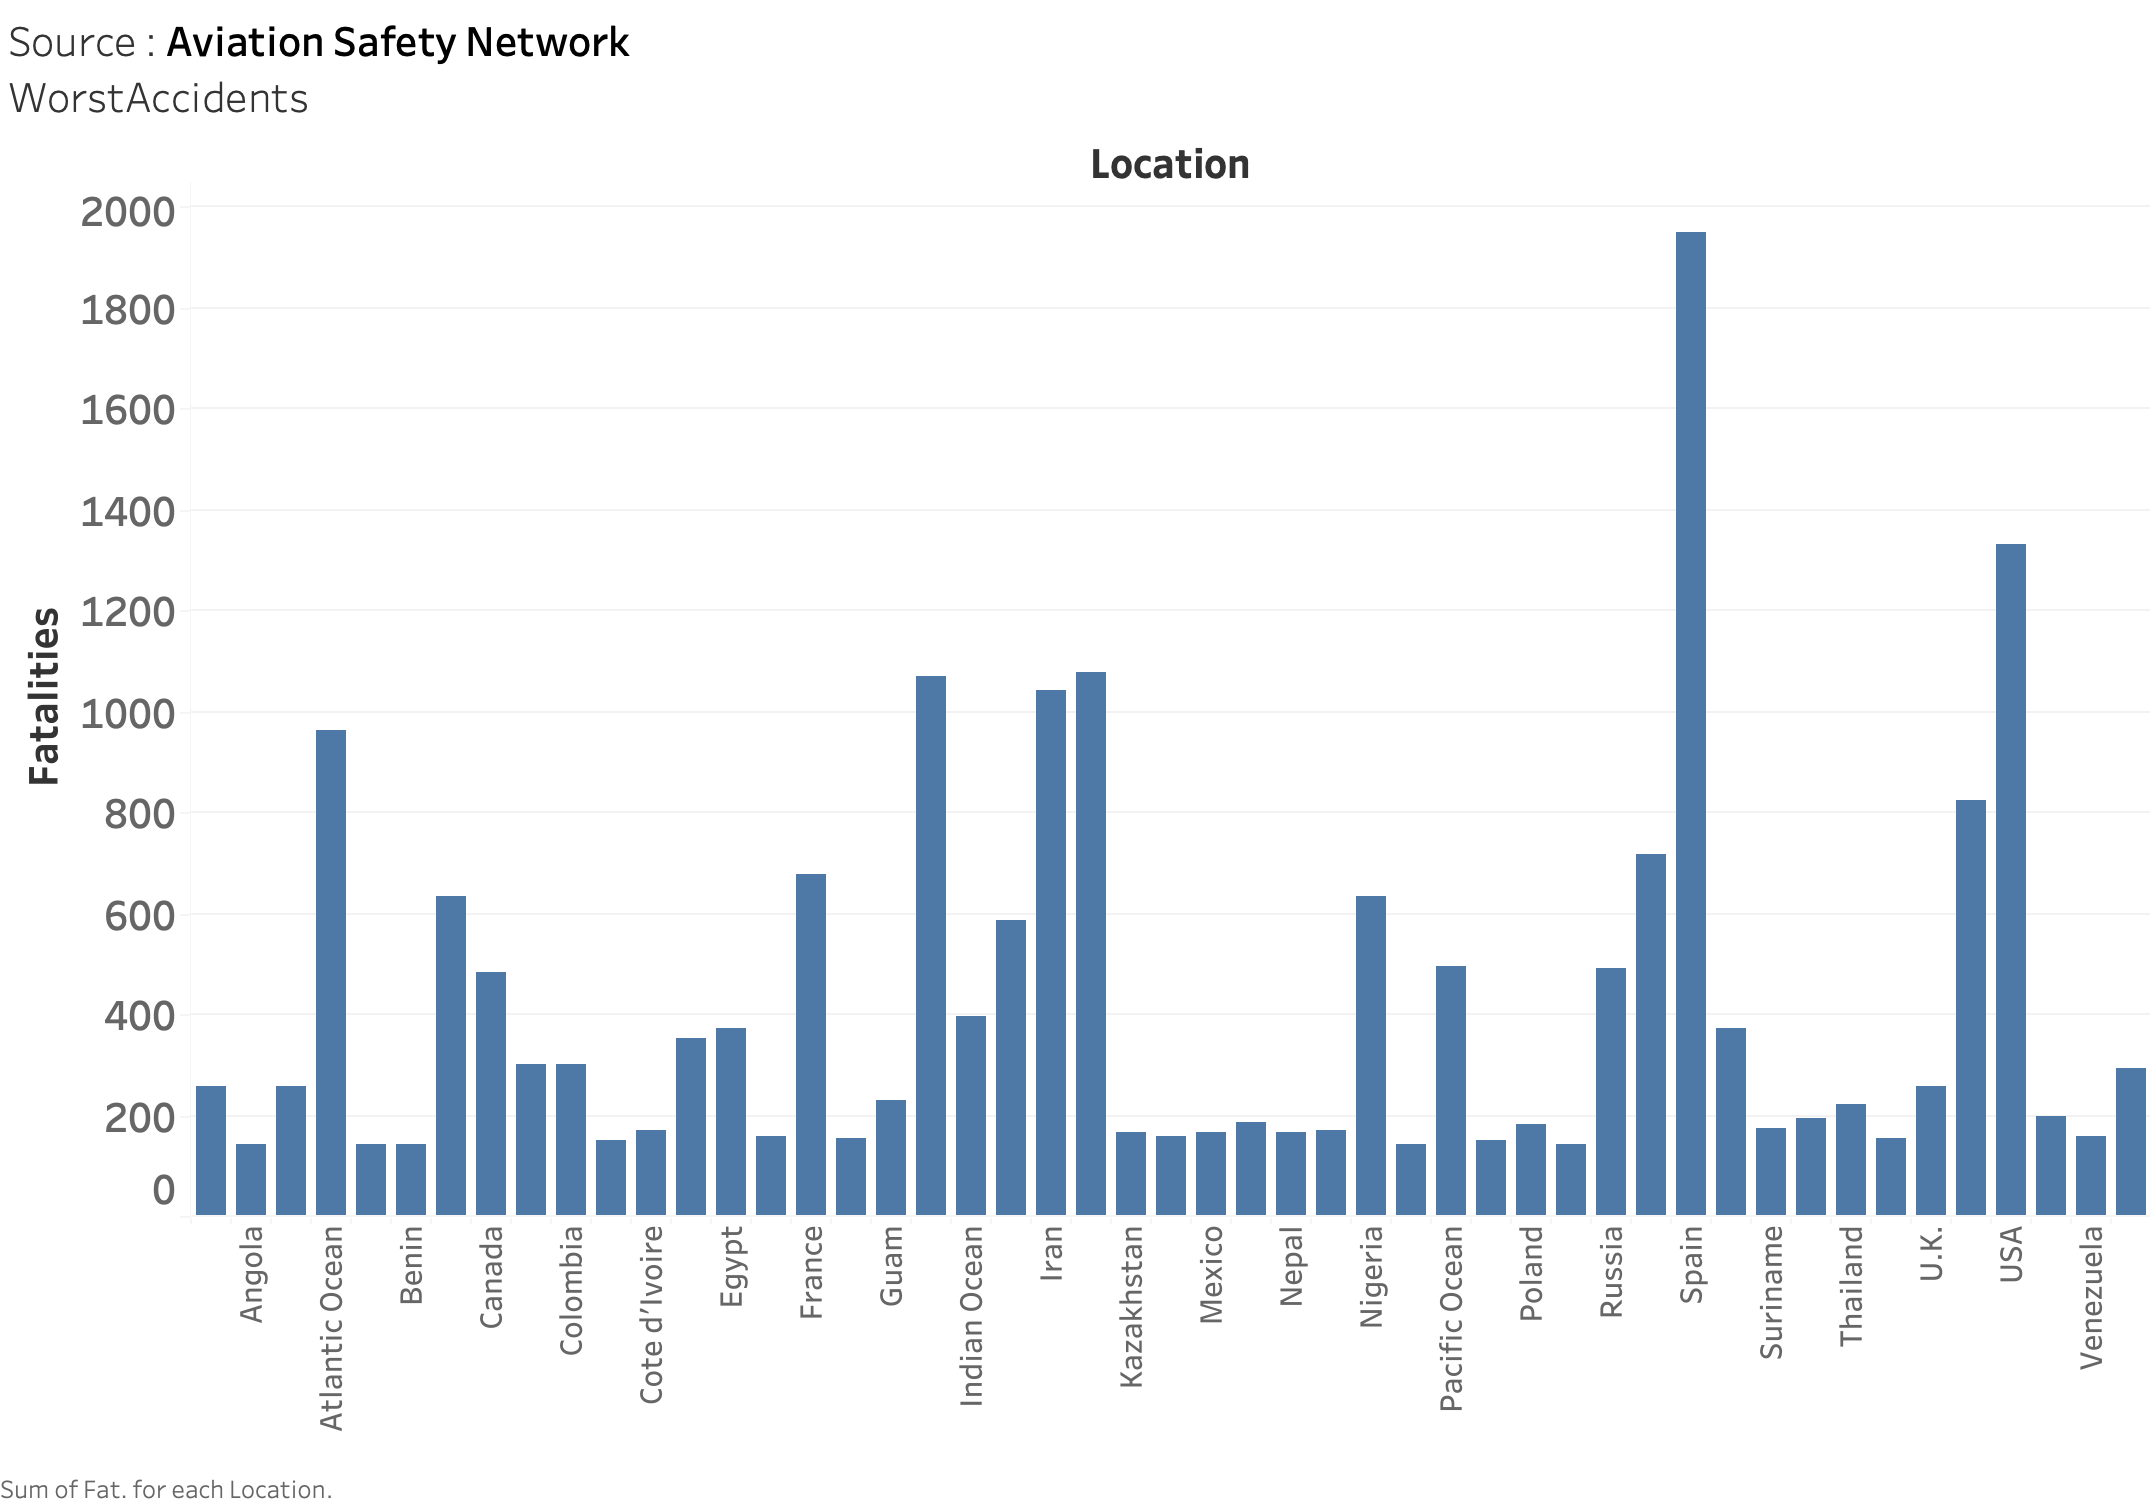 Source : Aviation Safety Network
WorstAccidents
Location
Fatalities
2000
1800
1600
1400
1200
1000
800
600
400
200
0
Angola
Atlantic Ocean
Benin
Canada
Colombia
Cote d’Ivoire
Egypt
France
Guam
Indian Ocean
Iran
Kazakhstan
Mexico
Nepal
Nigeria
Pacific Ocean
Poland
Russia
Spain
Suriname
Thailand
U.K.
USA
Venezuela
Sum of Fat. for each Location.